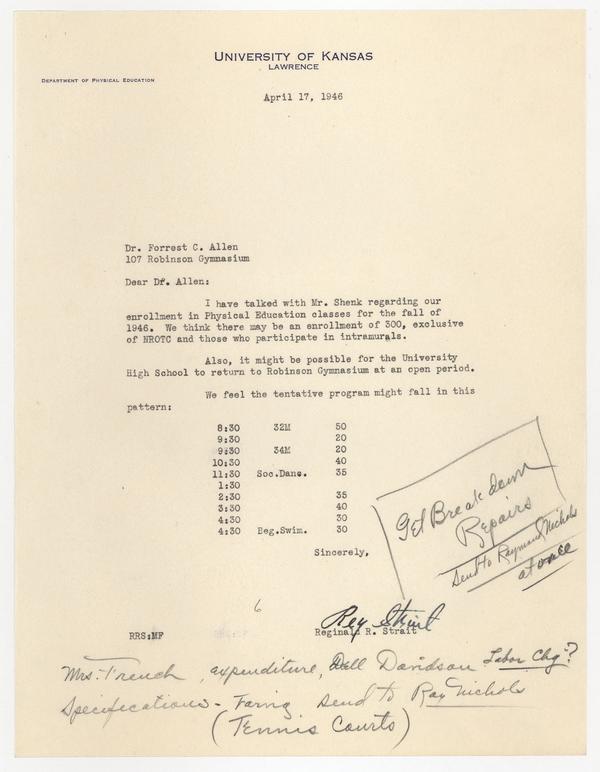 UNIVERSITY OF KANSAS
LAWRENCE
DEPARTMENT OF PHYSICAL EDUCATION
April 17, 1946
Dr. Forrest C. Allen
107 Robinson Gymnasium
Dear Dr. Allen:
I have talked with Mr. Shenk regarding our
enrollment in Physical Education classes for the fall of
1946. We think there may be an enrollment of 300, exclusive
of NROTC and those who participate in intramurals.
Also, it might be possible for the University
High School to return to Robinson Gymnasium at an open period.
We feel the tentative program might fall in this
pattern:
8:30 32M 50
9:30 20
9:30 34M 20
10:30 40
11:30 Soc.Danc. 35
1:30
2:30 35
3:30 40
4:30 30
4:30 Beg.Swim. 30
Get Break down
Repairs
Send to Raymond Nichols
at once
Sincerely,
6
Rey Strait
RRS:MF Reginald R. Strait
Mrs. French, expenditure, Dell Davidson Labor Chg?
Specifications - send to Ray Nichols
(Tennis Courts)